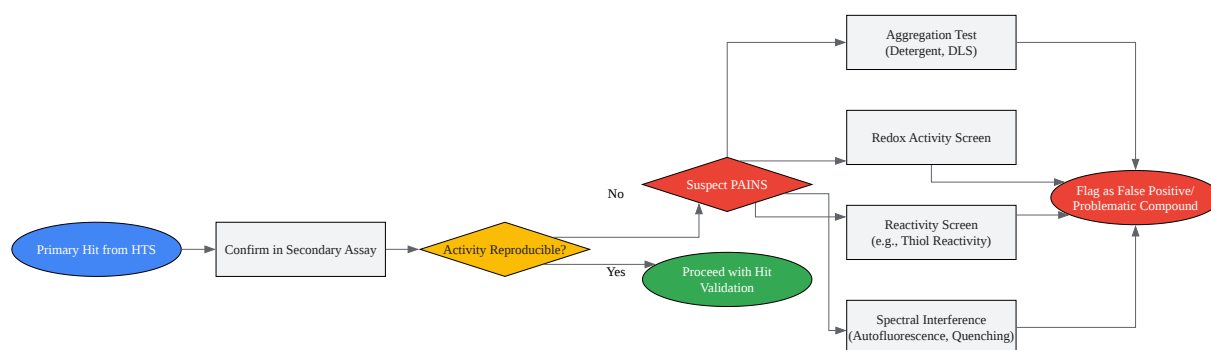 Primary Hit from HTS
Confirm in Secondary Assay
Activity Reproducible?
No
Yes
Suspect PAINS
Proceed with Hit
Validation
Aggregation Test
(Detergent, DLS)
Redox Activity Screen
Reactivity Screen
(e.g., Thiol Reactivity)
Spectral Interference
(Autofluorescence, Quenching)
Flag as False Positive/
Problematic Compound